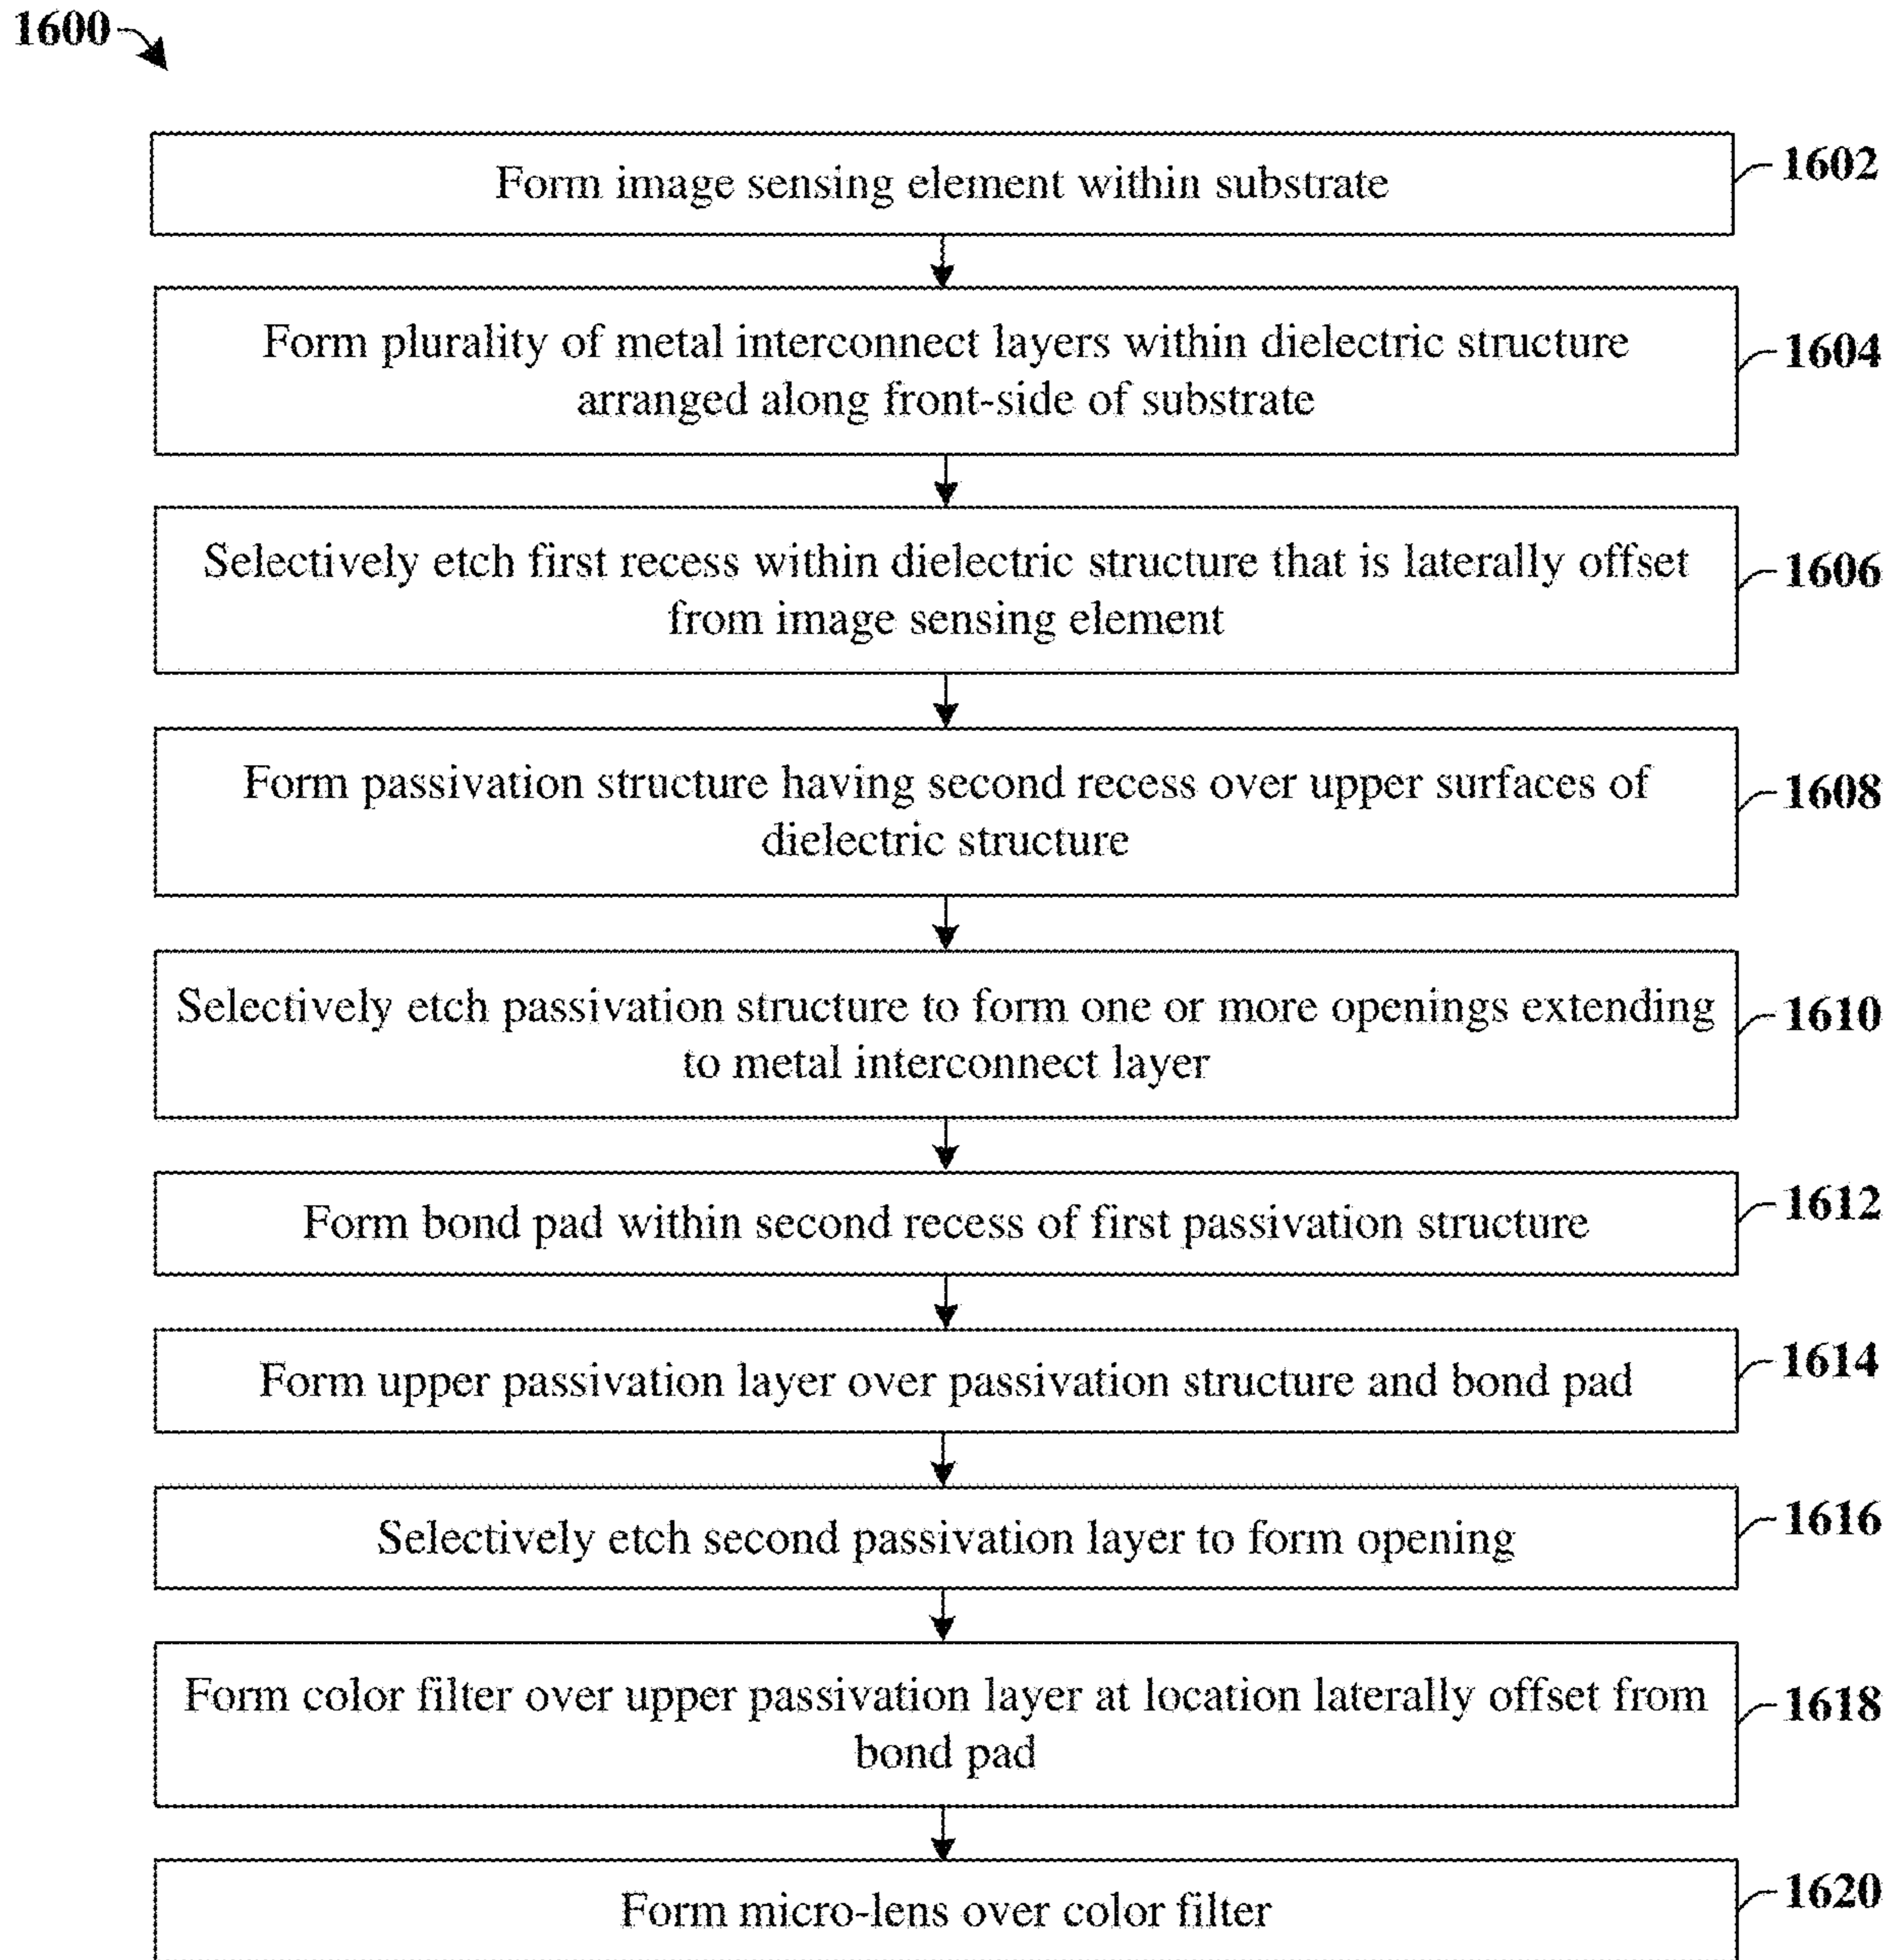 1600
Form image sensing element within substrate
1602
Form plurality of metal interconnect layers within dielectric structure
arranged along front-side of substrate
1604
Selectively etch first recess within dielectric structure that is laterally offset
from image sensing element
1606
Form passivation structure having second recess over upper surfaces of
dielectric structure
1608
Selectively etch passivation structure to form one or more openings extending
to metal interconnect layer
1610
Form bond pad within second recess of first passivation structure
1612
Form upper passivation layer over passivation structure and bond pad
1614
Selectively etch second passivation layer to form opening
1616
Form color filter over upper passivation layer at location laterally offset from
bond pad
1618
Form micro-lens over color filter
1620